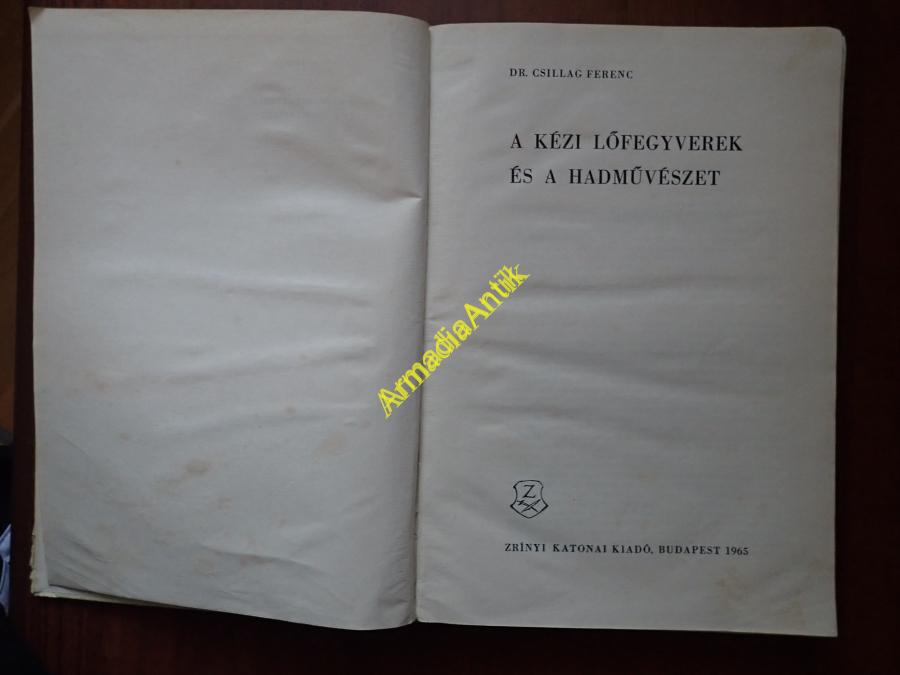 DR. CSILLAG FERENC
A KÉZI LŐFEGYVEREK
ÉS A HADMŰVÉSZET
ArmadiaAntik
Z
ZRÍNYI KATONAI KIADÓ, BUDAPEST 1965